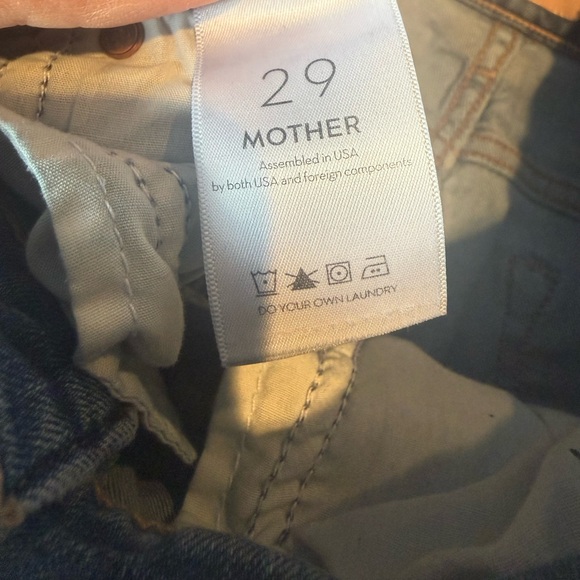 29
MOTHER
Assembled in USA
by both USA and foreign components
DO YOUR OWN LAUNDRY